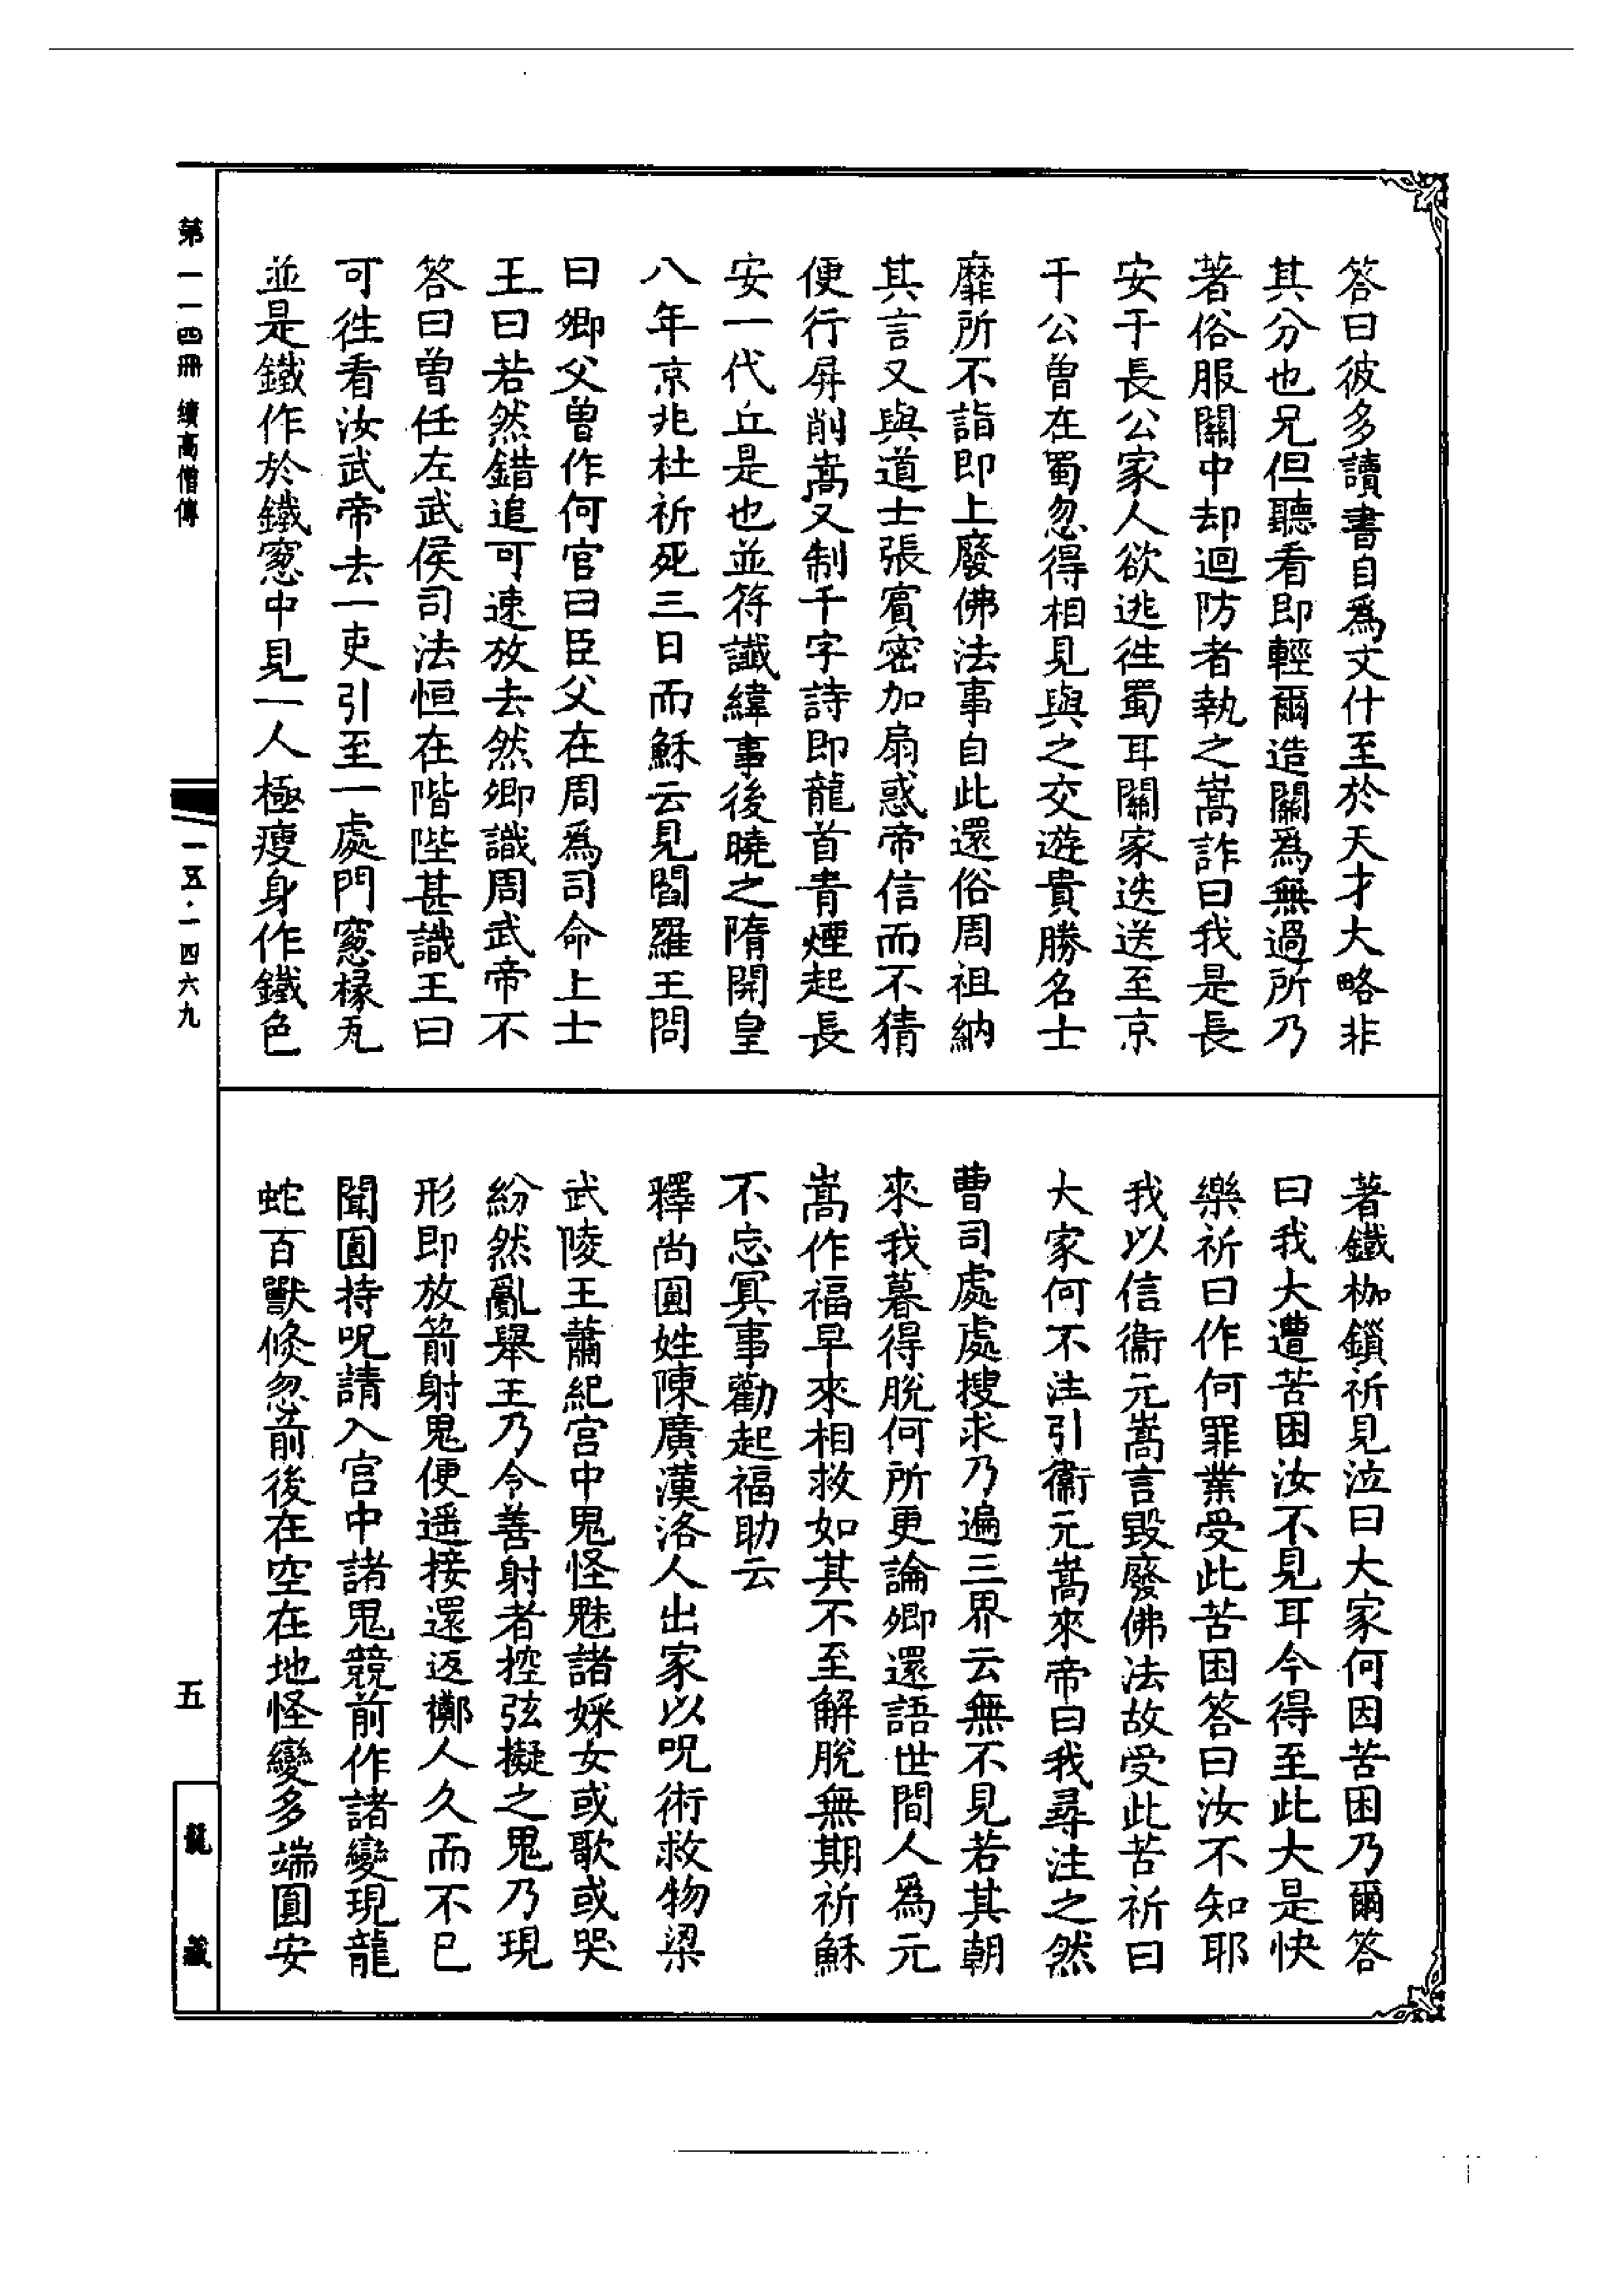 答曰彼多讀書自為文什至於天才大略非
其分也兄但聽看即輕爾造關為無過所乃
著俗服關中却迴防者執之嵩詐曰我是長
安于長公家人欲逃往蜀耳關家迭送至京
于公曾在蜀忽得相見與之交遊貴勝名士
靡所不詣即上廢佛法事自此還俗周祖納
其言又與道士張賓密加扇惑帝信而不猜
便行屏削嵩又制千字詩即龍首青煙起長
安一代丘是也並符讖緯事後曉之隋開皇
八年京兆杜祈死三日而穌云見閻羅王問
曰卿父曾作何官曰臣父在周為司命上士
王曰若然錯追可速放去然卿識周武帝不
答曰曾任左武侯司法恒在階陛甚識王曰
可往看汝武帝去一吏引至一處門窓椽瓦
並是鐵作於鐵窓中見一人極瘦身作鐵色
著鐵枷鎖祈見泣曰大家何因苦困乃爾答
曰我大遭苦困汝不見耳今得至此大是快
樂祈曰作何罪業受此苦困答曰汝不知耶
我以信衞元嵩言毀廢佛法故受此苦祈曰
大家何不注引衞元嵩來帝曰我尋注之然
曹司處處搜求乃遍三界云無不見若其朝
來我暮得脫何所更論卿還語世間人為元
嵩作福早來相救如其不至解脫無期祈穌
不忘冥事勸起福助云
釋尚圓姓陳廣漢洛人出家以呪術救物梁
武陵王蕭紀宮中鬼怪魅諸婇女或歌或哭
紛然亂舉王乃令善射者控弦擬之鬼乃現
形即放箭射鬼便遥接還返擲人久而不已
聞圓持呪請入宮中諸鬼競前作諸變現龍
蛇百獸倐忽前後在空在地怪變多端圓安
第一一四冊 續高僧傳
一一五·一四六九
五
龍藏